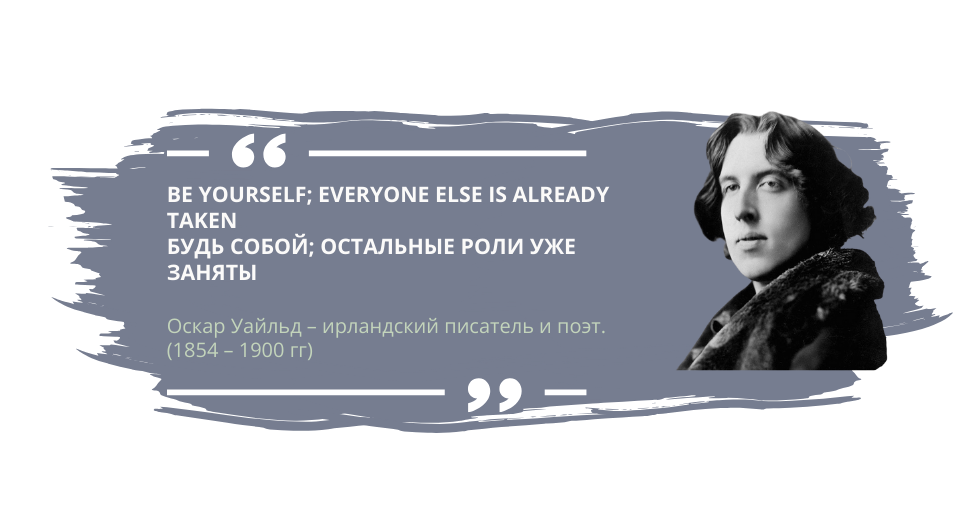 BE YOURSELF; EVERYONE ELSE IS ALREADY
TAKEN
БУДЬ СОБОЙ; ОСТАЛЬНЫЕ РОЛИ УЖЕ
ЗАНЯТЫ
Оскар Уайльд – ирландский писатель и поэт.
(1854 – 1900 гг)